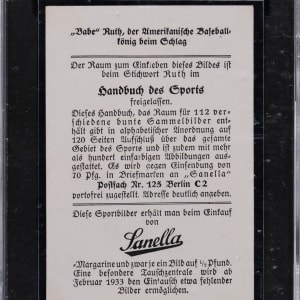 „Babe" Ruth, der Amerikanische Baseball-
könig beim Schlag
Der Raum zum Einkleben dieses Bildes ist
beim Stichwort Ruth im
Handbuch des Sports
freigelassen.
Dieses Handbuch, das Raum für 112 ver-
schiedene bunte Sammelbilder ent-
hält gibt in alphabetischer Anordnung auf
120 Seiten Aufschluß über das gesamte
Gebiet des Sports und ist zudem mit mehr
als hundert einfarbigen Abbildungen ausge-
stattet. Es wird gegen Einsendung von
70 Pfg. in Briefmarken an „Sanella"
Postfach Nr. 125 Berlin C2
portofrei zugestellt. Adresse deutlich angeben.
Diese Sportbilder erhält man beim Einkauf
von
Sanella
-Margarine und zwar je ein Bild auf ½ Pfund.
Eine besondere Tauschzentrale wird ab
Februar 1933 den Eintausch etwa fehlender
Bilder ermöglichen.